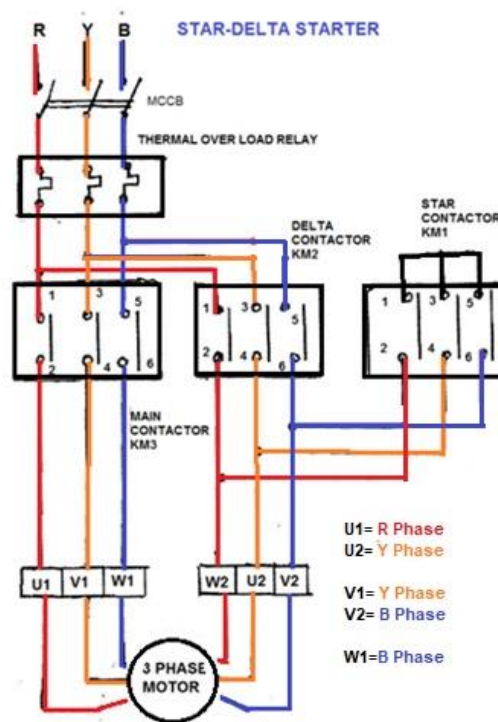 STAR-DELTA STARTER
R Y B
MCCB
THERMAL OVER LOAD RELAY
DELTA
CONTACTOR
KM2
STAR
CONTACTOR
KM1
1 3 5
2 4 6
1 3 5
2 4 6
1 3 5
2 4 6
MAIN
CONTACTOR
KM3
U1 V1 W1
W2 U2 V2
3 PHASE
MOTOR
U1= R Phase
U2= Y Phase
V1= Y Phase
V2= B Phase
W1=B Phase